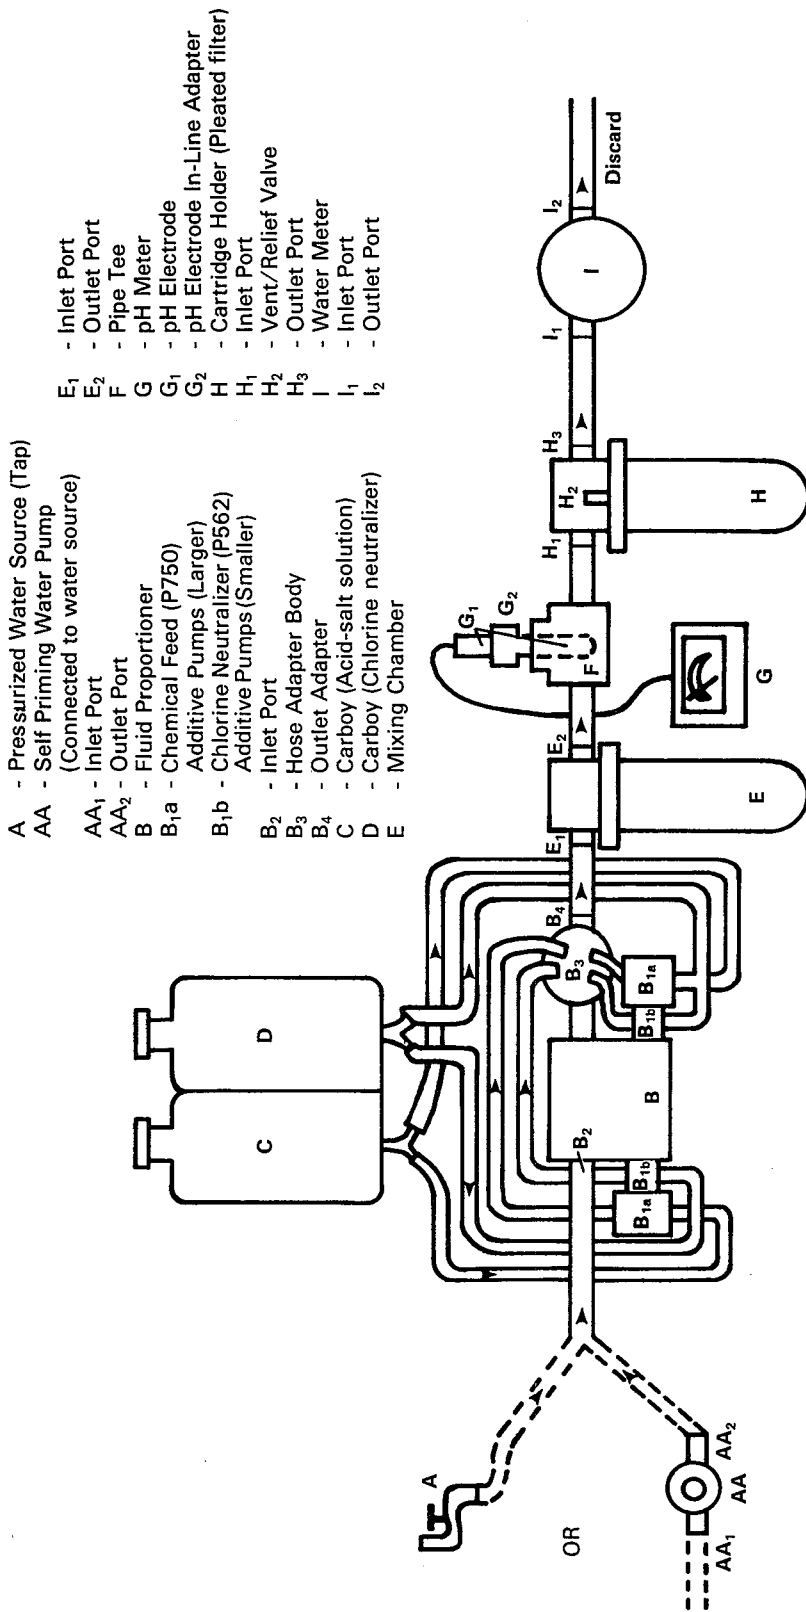 A - Pressurized Water Source (Tap)
AA - Self Priming Water Pump
(Connected to water source)
AA₁ - Inlet Port
AA₂ - Outlet Port
B - Fluid Proportioner
B₁a - Chemical Feed (P750)
Additive Pumps (Larger)
B₁b - Chlorine Neutralizer (P562)
Additive Pumps (Smaller)
B₂ - Inlet Port
B₃ - Hose Adapter Body
B₄ - Outlet Adapter
C - Carboy (Acid-salt solution)
D - Carboy (Chlorine neutralizer)
E - Mixing Chamber
E₁ - Inlet Port
E₂ - Outlet Port
F - Pipe Tee
G - pH Meter
G₁ - pH Electrode
G₂ - pH Electrode In-Line Adapter
H - Cartridge Holder (Pleated filter)
H₁ - Inlet Port
H₂ - Vent/Relief Valve
H₃ - Outlet Port
I - Water Meter
I₁ - Inlet Port
I₂ - Outlet Port
C
D
A
OR
AA₁
AA
AA₂
B₂
B
B₁a
B₁b
B₁b
B₁a
B₃
B₄
E₁
E₂
E
F
G₁
G₂
G
H₁
H₂
H₃
H
I₁
I
I₂
Discard